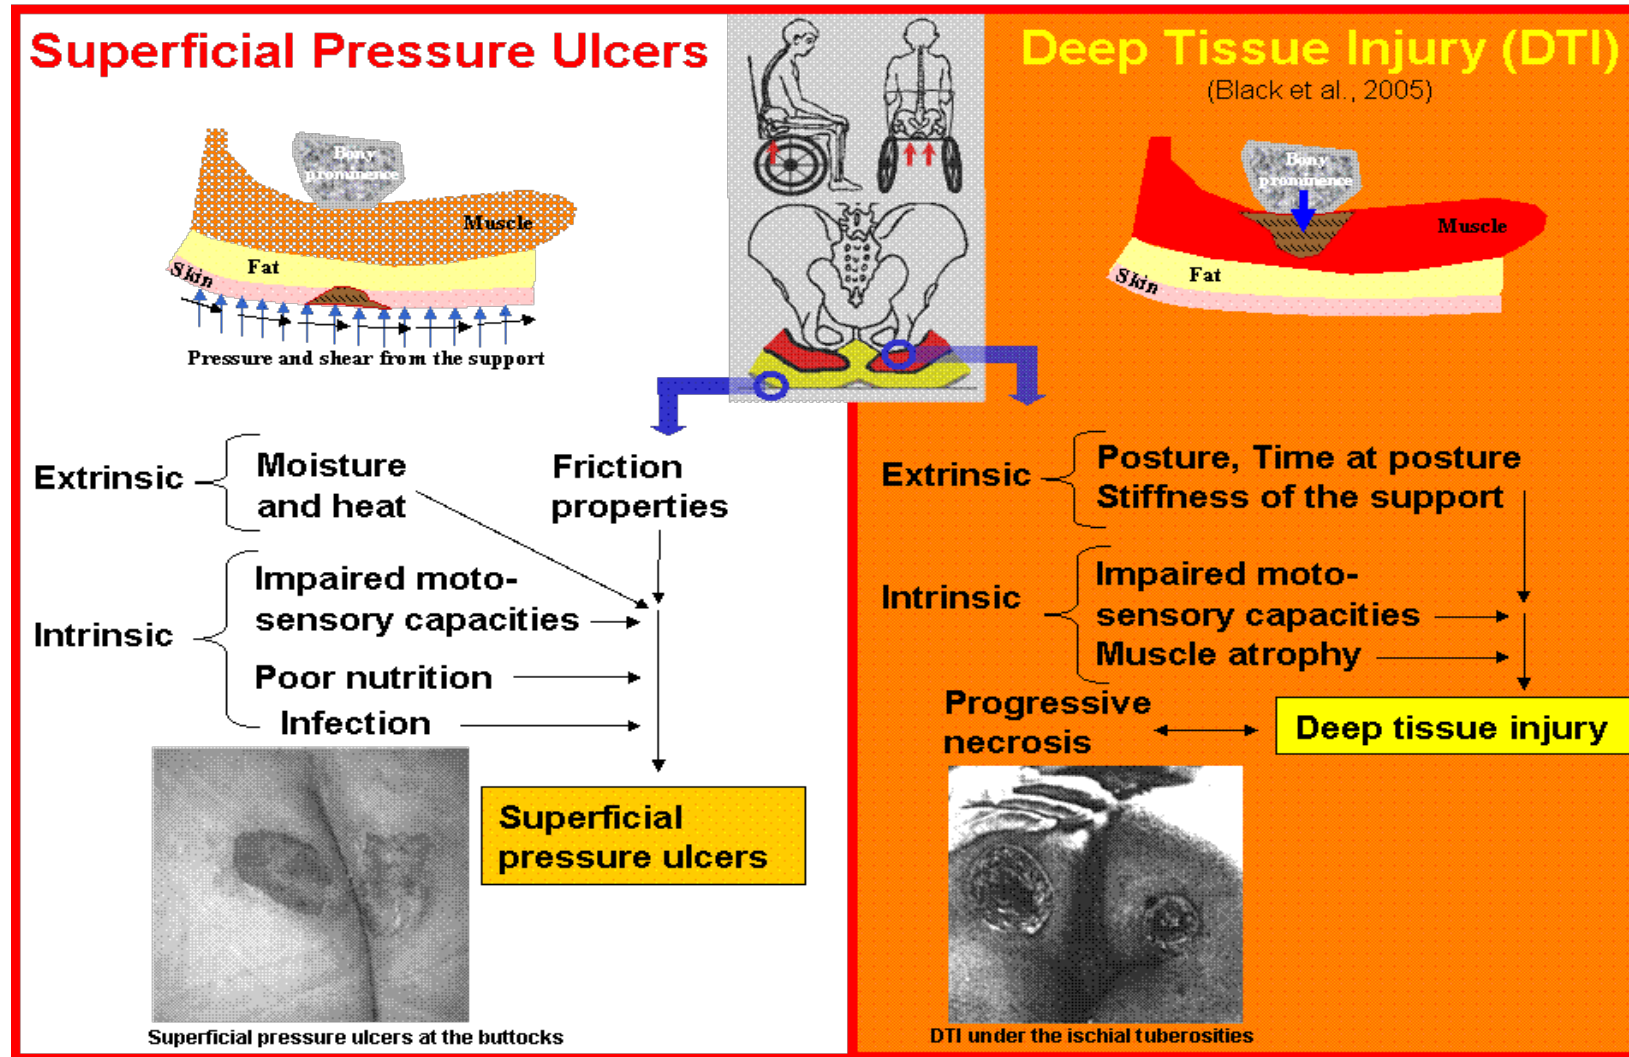 Superficial Pressure Ulcers
Bony
prominence
Muscle
Fat
Skin
Pressure and shear from the support
Extrinsic
Moisture
and heat
Friction
properties
Intrinsic
Impaired moto-
sensory capacities
Poor nutrition
Infection
Superficial
pressure ulcers
Superficial pressure ulcers at the buttocks
Deep Tissue Injury (DTI)
(Black et al., 2005)
Bony
prominence
Muscle
Fat
Skin
Extrinsic
Posture, Time at posture
Stiffness of the support
Intrinsic
Impaired moto-
sensory capacities
Muscle atrophy
Progressive
necrosis
Deep tissue injury
DTI under the ischial tuberosities